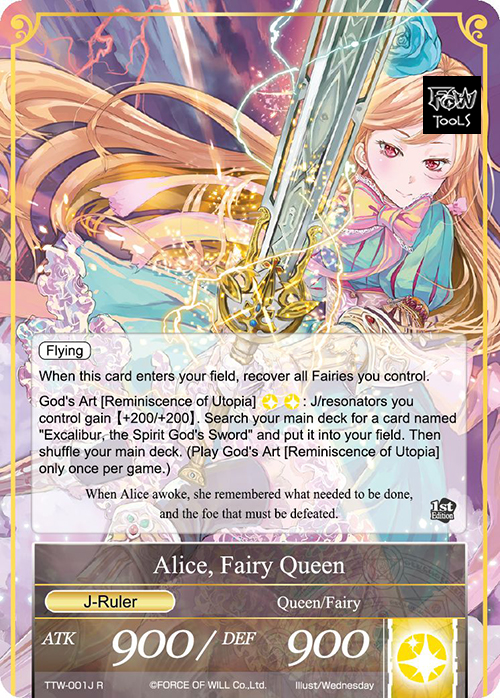 FOW
TOOLS
Flying
When this card enters your field, recover all Fairies you control.
God's Art [Reminiscence of Utopia] : J/resonators you
control gain 【+200/+200】. Search your main deck for a card named
"Excalibur, the Spirit God's Sword" and put it into your field. Then
shuffle your main deck. (Play God's Art [Reminiscence of Utopia]
only once per game.)
When Alice awoke, she remembered what needed to be done,
and the foe that must be defeated.
1st
Edition
Alice, Fairy Queen
J-Ruler Queen/Fairy
ATK 900/ DEF 900
TTW-001J R ©FORCE OF WILL Co.,Ltd. Illust/Wednesday